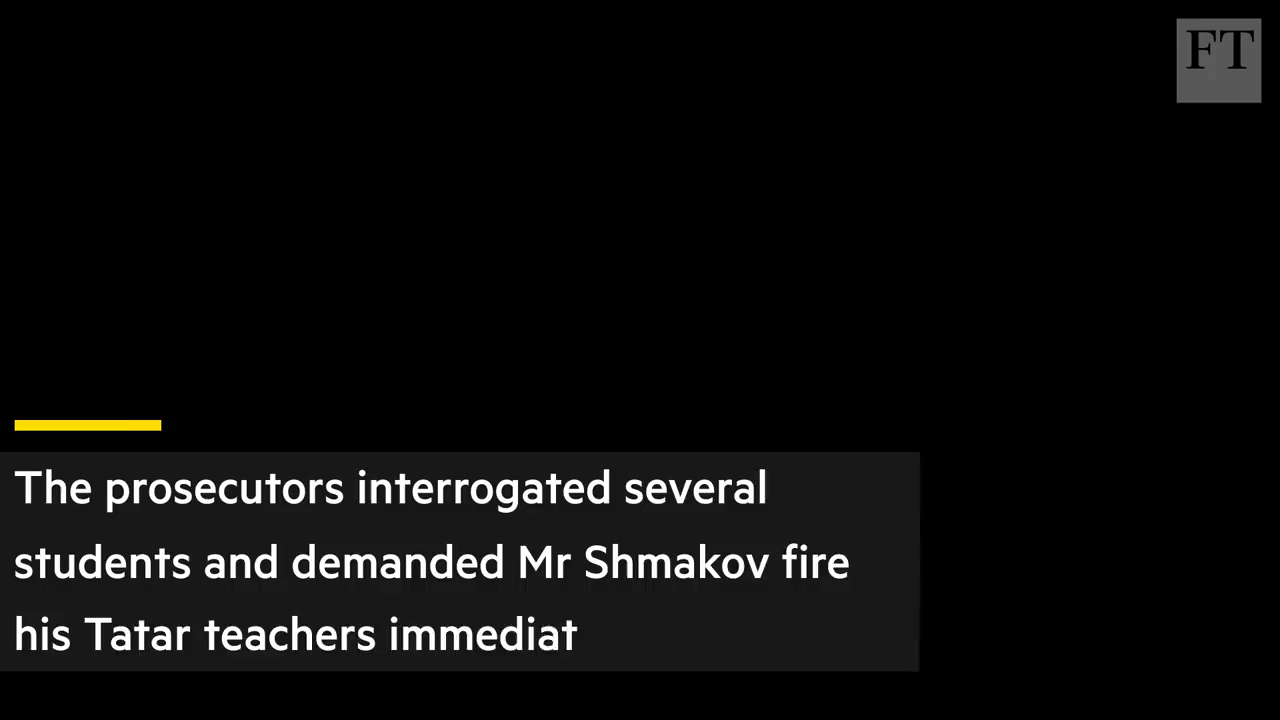 FT
The prosecutors interrogated several
students and demanded Mr Shmakov fire
his Tatar teachers immediat